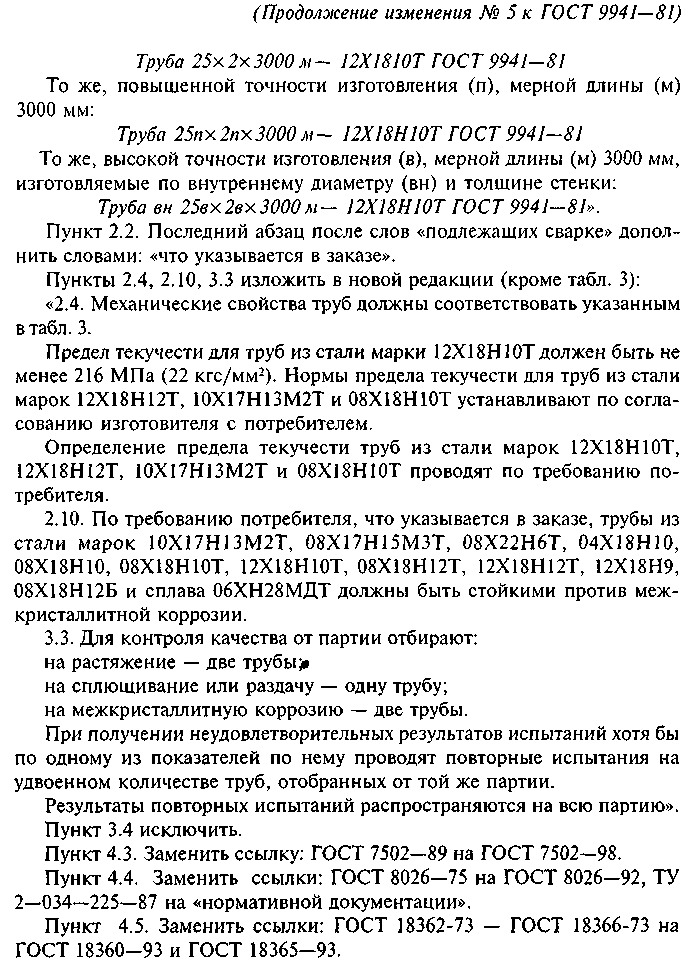 (Продолжение изменения № 5 к ГОСТ 9941—81)
Труба 25×2×3000 м— 12Х1810Т ГОСТ 9941—81
То же, повышенной точности изготовления (п), мерной длины (м)
3000 мм:
Труба 25п×2п×3000 м— 12Х18Н10Т ГОСТ 9941—81
То же, высокой точности изготовления (в), мерной длины (м) 3000 мм,
изготовляемые по внутреннему диаметру (вн) и толщине стенки:
Труба вн 25в×2в×3000 м— 12Х18Н10Т ГОСТ 9941—81».
Пункт 2.2. Последний абзац после слов «подлежащих сварке» допол-
нить словами: «что указывается в заказе».
Пункты 2.4, 2.10, 3.3 изложить в новой редакции (кроме табл. 3):
«2.4. Механические свойства труб должны соответствовать указанным
в табл. 3.
Предел текучести для труб из стали марки 12Х18Н10Т должен быть не
менее 216 МПа (22 кгс/мм²). Нормы предела текучести для труб из стали
марок 12Х18Н12Т, 10Х17Н13М2Т и 08Х18Н10Т устанавливают по согла-
сованию изготовителя с потребителем.
Определение предела текучести труб из стали марок 12Х18Н10Т,
12Х18Н12Т, 10Х17Н13М2Т и 08Х18Н10Т проводят по требованию по-
требителя.
2.10. По требованию потребителя, что указывается в заказе, трубы из
стали марок 10Х17Н13М2Т, 08Х17Н15М3Т, 08Х22Н6Т, 04Х18Н10,
08Х18Н10, 08Х18Н10Т, 12Х18Н10Т, 08Х18Н12Т, 12Х18Н12Т, 12Х18Н9,
08Х18Н12Б и сплава 06ХН28МДТ должны быть стойкими против меж-
кристаллитной коррозии.
3.3. Для контроля качества от партии отбирают:
на растяжение — две трубы;
на сплющивание или раздачу — одну трубу;
на межкристаллитную коррозию — две трубы.
При получении неудовлетворительных результатов испытаний хотя бы
по одному из показателей по нему проводят повторные испытания на
удвоенном количестве труб, отобранных от той же партии.
Результаты повторных испытаний распространяются на всю партию».
Пункт 3.4 исключить.
Пункт 4.3. Заменить ссылку: ГОСТ 7502—89 на ГОСТ 7502—98.
Пункт 4.4. Заменить ссылки: ГОСТ 8026—75 на ГОСТ 8026—92, ТУ
2—034—225—87 на «нормативной документации».
Пункт 4.5. Заменить ссылки: ГОСТ 18362-73 — ГОСТ 18366-73 на
ГОСТ 18360—93 и ГОСТ 18365—93.